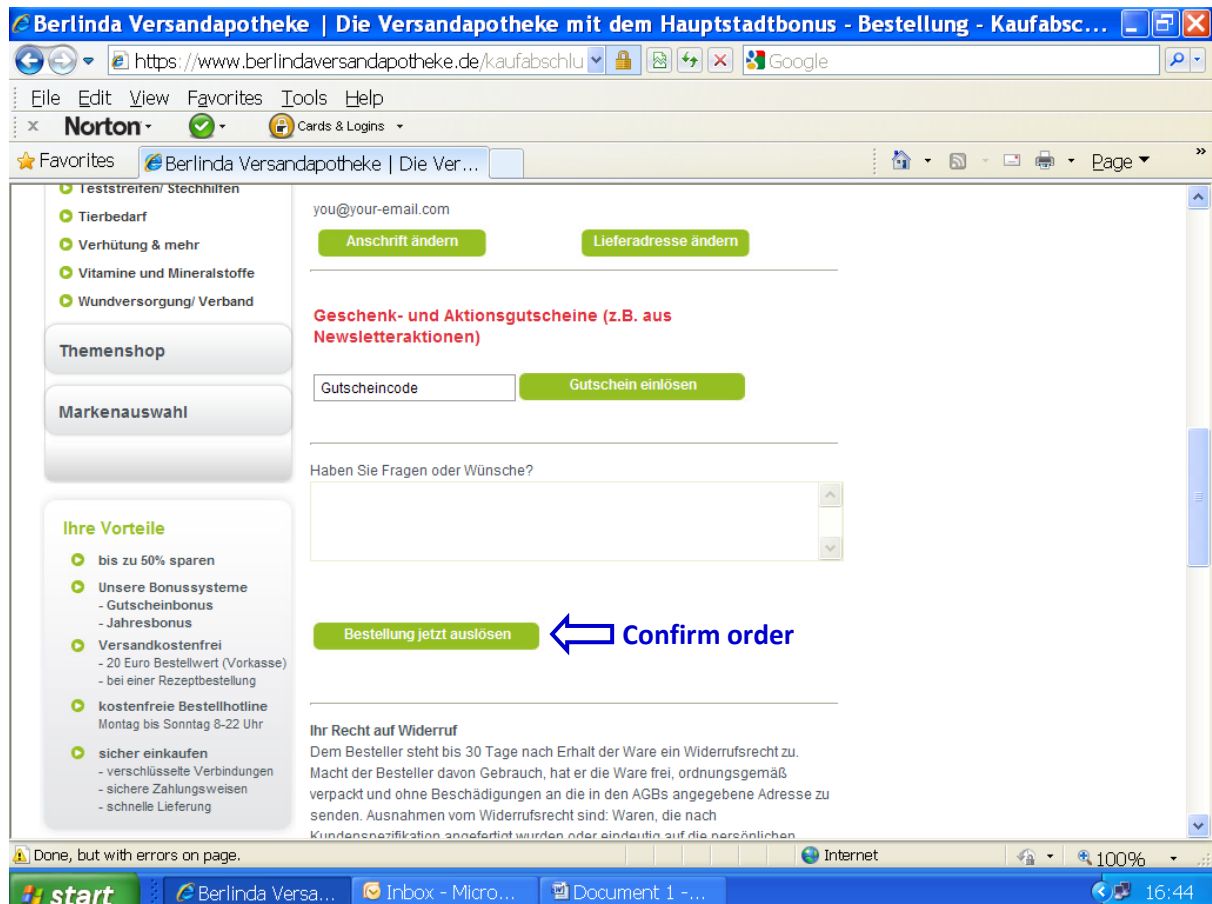 Berlinda Versandapotheke | Die Versandapotheke mit dem Hauptstadtbonus - Bestellung - Kaufabsc...
https://www.berlindaversandapotheke.de/kaufabschlu
Google
File Edit View Favorites Tools Help
x Norton Cards & Logins
Favorites Berlinda Versandapotheke | Die Ver... Page »
Teststreifen/ Stechhilfen
Tierbedarf
Verhütung & mehr
Vitamine und Mineralstoffe
Wundversorgung/ Verband
Themenshop
Markenauswahl
Ihre Vorteile
bis zu 50% sparen
Unsere Bonussysteme
- Gutscheinbonus
- Jahresbonus
Versandkostenfrei
- 20 Euro Bestellwert (Vorkasse)
- bei einer Rezeptbestellung
kostenfreie Bestellhotline
Montag bis Sonntag 8-22 Uhr
sicher einkaufen
- verschlüsselte Verbindungen
- sichere Zahlungsweisen
- schnelle Lieferung
you@your-email.com
Anschrift ändern Lieferadresse ändern
Geschenk- und Aktionsgutscheine (z.B. aus
Newsletteraktionen)
Gutscheincode Gutschein einlösen
Haben Sie Fragen oder Wünsche?
Bestellung jetzt auslösen Confirm order
Ihr Recht auf Widerruf
Dem Besteller steht bis 30 Tage nach Erhalt der Ware ein Widerrufsrecht zu.
Macht der Besteller davon Gebrauch, hat er die Ware frei, ordnungsgemäß
verpackt und ohne Beschädigungen an die in den AGBs angegebene Adresse zu
senden. Ausnahmen vom Widerrufsrecht sind: Waren, die nach
Kundenspezifikation angefertigt wurden oder eindeutig auf die persönlichen
Done, but with errors on page. Internet 100%
start Berlinda Versa... Inbox - Micro... Document 1 -... 16:44